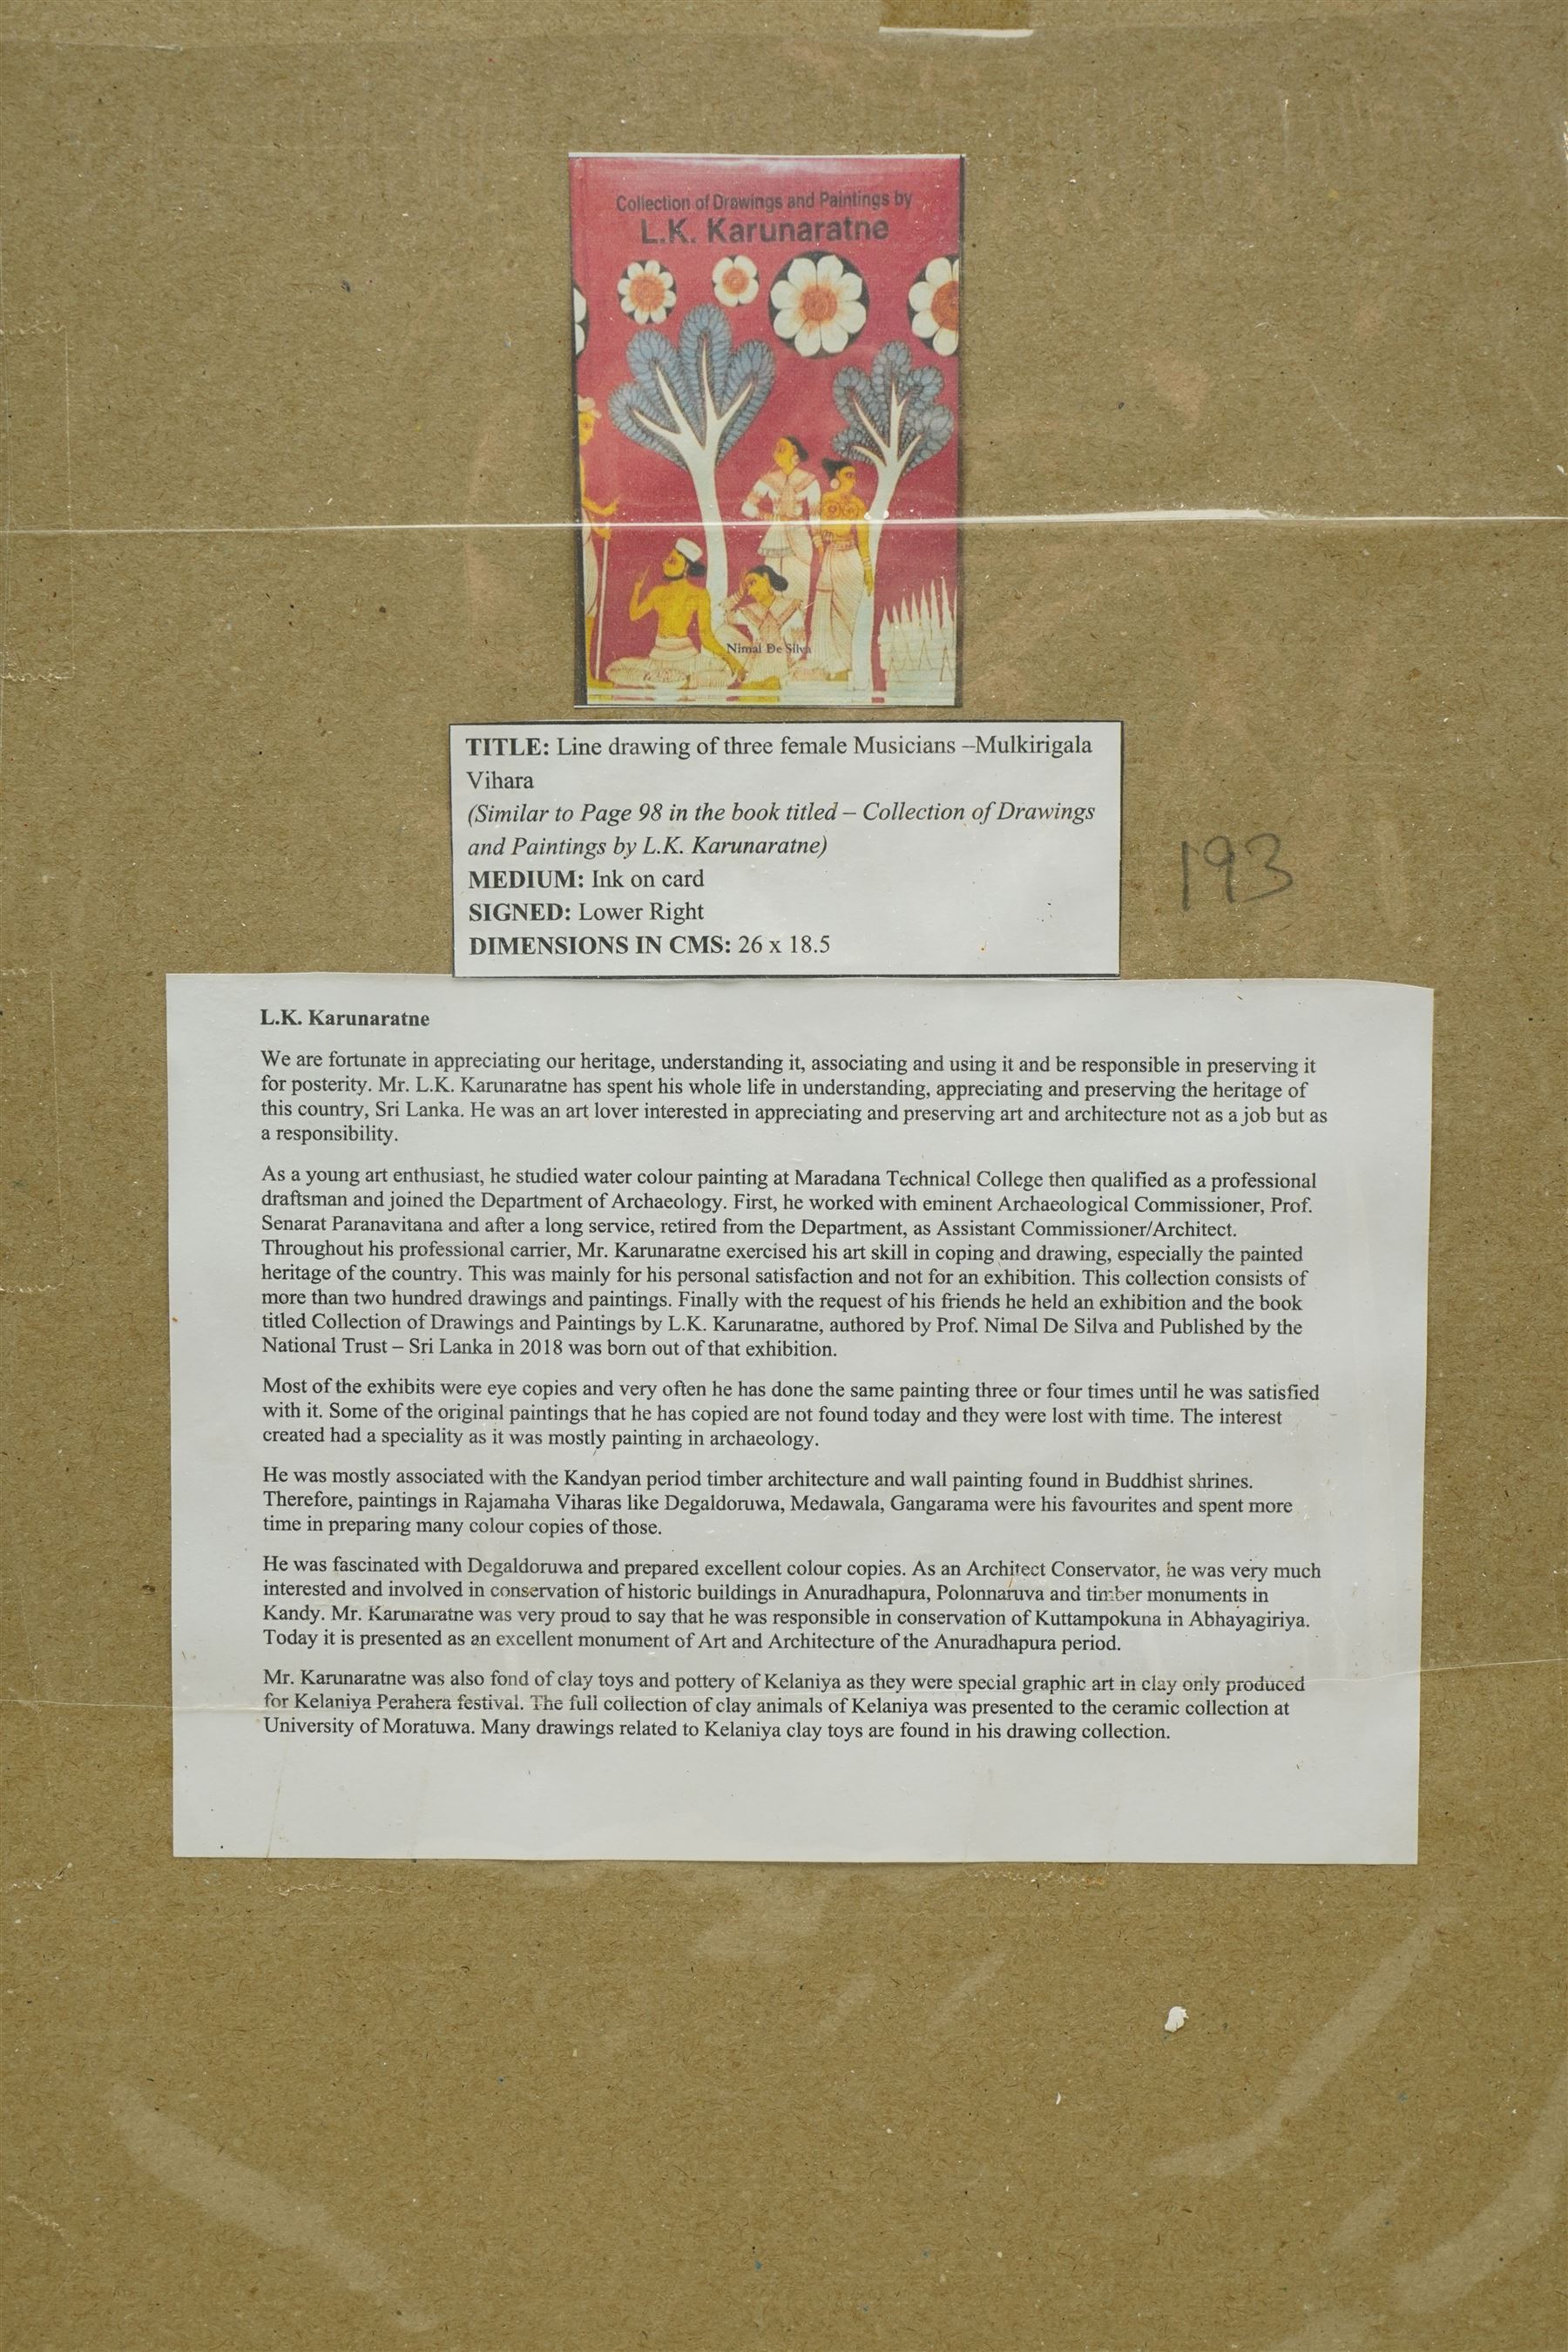 Collection of Drawings and Paintings by
L.K. Karunaratne
Nimal De Silva
TITLE: Line drawing of three female Musicians –Mulkirigala
Vihara
(Similar to Page 98 in the book titled – Collection of Drawings
and Paintings by L.K. Karunaratne)
MEDIUM: Ink on card
SIGNED: Lower Right
DIMENSIONS IN CMS: 26 x 18.5
193
L.K. Karunaratne
We are fortunate in appreciating our heritage, understanding it, associating and using it and be responsible in preserving it
for posterity. Mr. L.K. Karunaratne has spent his whole life in understanding, appreciating and preserving the heritage of
this country, Sri Lanka. He was an art lover interested in appreciating and preserving art and architecture not as a job but as
a responsibility.
As a young art enthusiast, he studied water colour painting at Maradana Technical College then qualified as a professional
draftsman and joined the Department of Archaeology. First, he worked with eminent Archaeological Commissioner, Prof.
Senarat Paranavitana and after a long service, retired from the Department, as Assistant Commissioner/Architect.
Throughout his professional carrier, Mr. Karunaratne exercised his art skill in coping and drawing, especially the painted
heritage of the country. This was mainly for his personal satisfaction and not for an exhibition. This collection consists of
more than two hundred drawings and paintings. Finally with the request of his friends he held an exhibition and the book
titled Collection of Drawings and Paintings by L.K. Karunaratne, authored by Prof. Nimal De Silva and Published by the
National Trust – Sri Lanka in 2018 was born out of that exhibition.
Most of the exhibits were eye copies and very often he has done the same painting three or four times until he was satisfied
with it. Some of the original paintings that he has copied are not found today and they were lost with time. The interest
created had a speciality as it was mostly painting in archaeology.
He was mostly associated with the Kandyan period timber architecture and wall painting found in Buddhist shrines.
Therefore, paintings in Rajamaha Viharas like Degaldoruwa, Medawala, Gangarama were his favourites and spent more
time in preparing many colour copies of those.
He was fascinated with Degaldoruwa and prepared excellent colour copies. As an Architect Conservator, he was very much
interested and involved in conservation of historic buildings in Anuradhapura, Polonnaruva and timber monuments in
Kandy. Mr. Karunaratne was very proud to say that he was responsible in conservation of Kuttampokuna in Abhayagiriya.
Today it is presented as an excellent monument of Art and Architecture of the Anuradhapura period.
Mr. Karunaratne was also fond of clay toys and pottery of Kelaniya as they were special graphic art in clay only produced
for Kelaniya Perahera festival. The full collection of clay animals of Kelaniya was presented to the ceramic collection at
University of Moratuwa. Many drawings related to Kelaniya clay toys are found in his drawing collection.